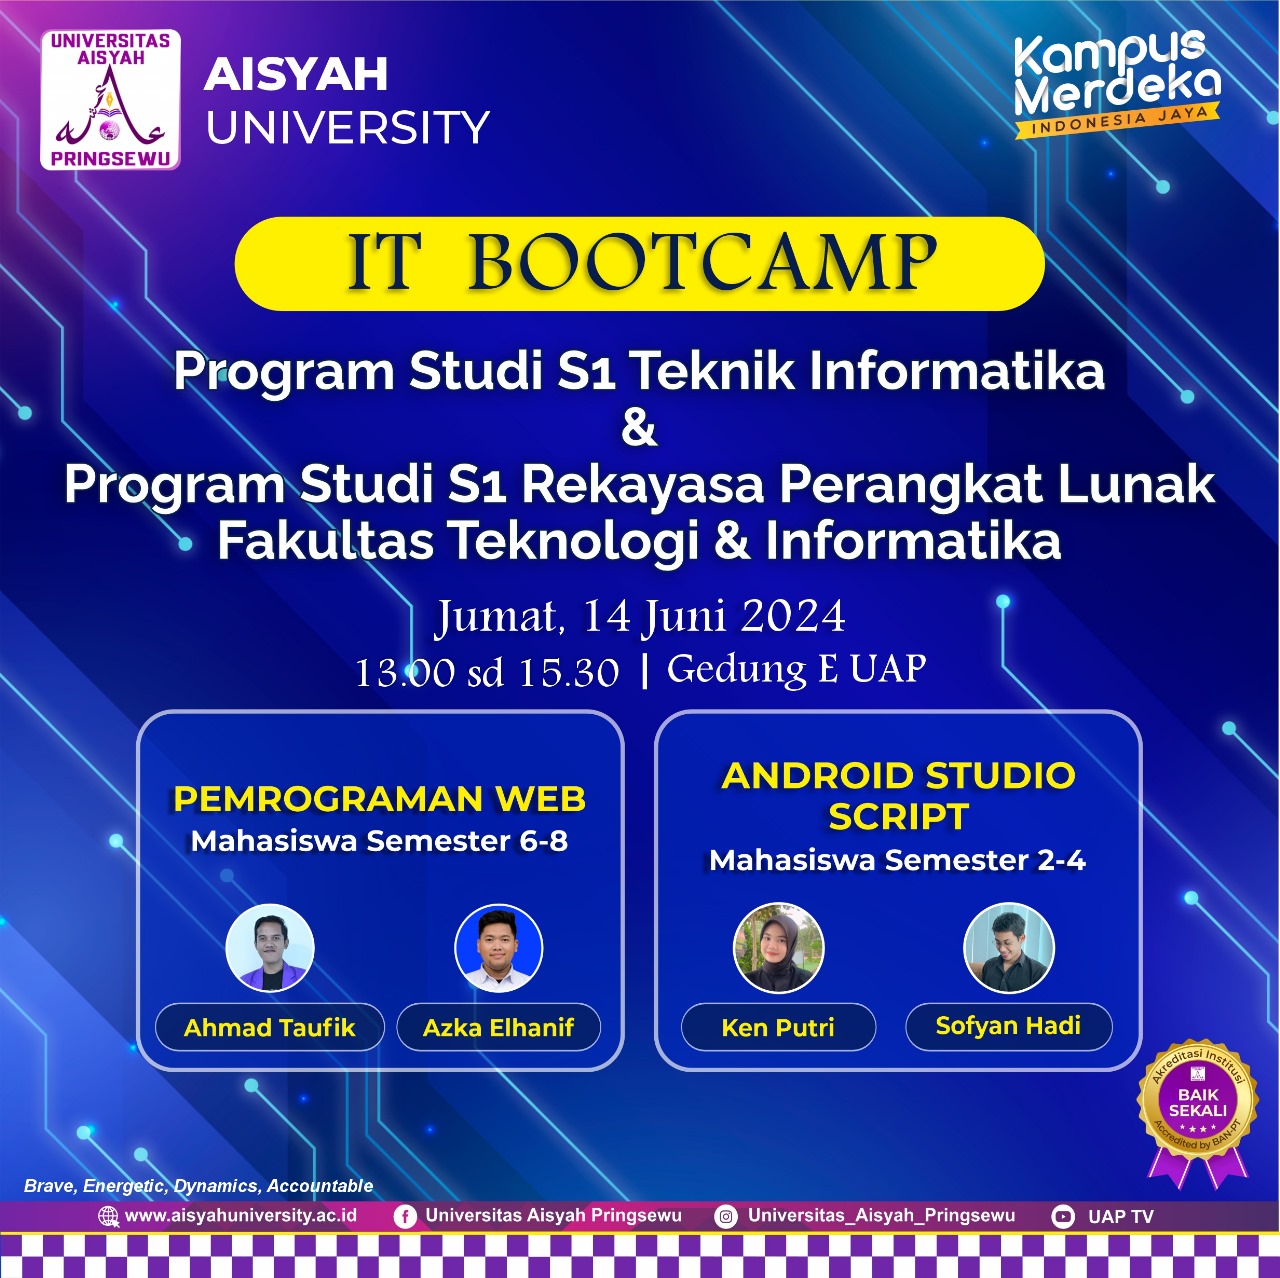 UNIVERSITAS
AISYAH
PRINGSEWU
AISYAH
UNIVERSITY
Kampus
Merdeka
INDONESIA JAYA
IT BOOTCAMP
Program Studi S1 Teknik Informatika
&
Program Studi S1 Rekayasa Perangkat Lunak
Fakultas Teknologi & Informatika
Jumat, 14 Juni 2024
13.00 sd 15.30 | Gedung E UAP
PEMROGRAMAN WEB
Mahasiswa Semester 6-8
Ahmad Taufik
Azka Elhanif
ANDROID STUDIO
SCRIPT
Mahasiswa Semester 2-4
Ken Putri
Sofyan Hadi
Akreditasi Institusi
BAIK
SEKALI
Accredited by BAN-PT
Brave, Energetic, Dynamics, Accountable
www.aisyahuniversity.ac.id
Universitas Aisyah Pringsewu
Universitas_Aisyah_Pringsewu
UAP TV